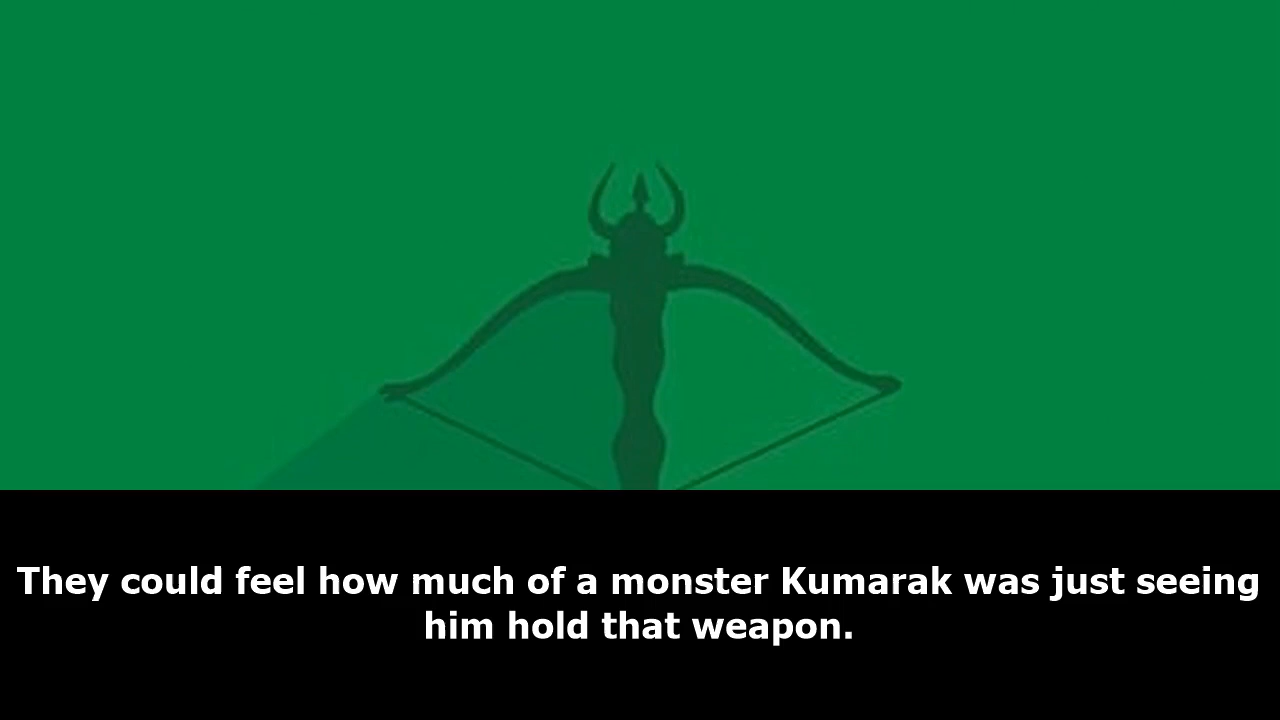 They could feel how much of a monster Kumarak was just seeing
him hold that weapon.